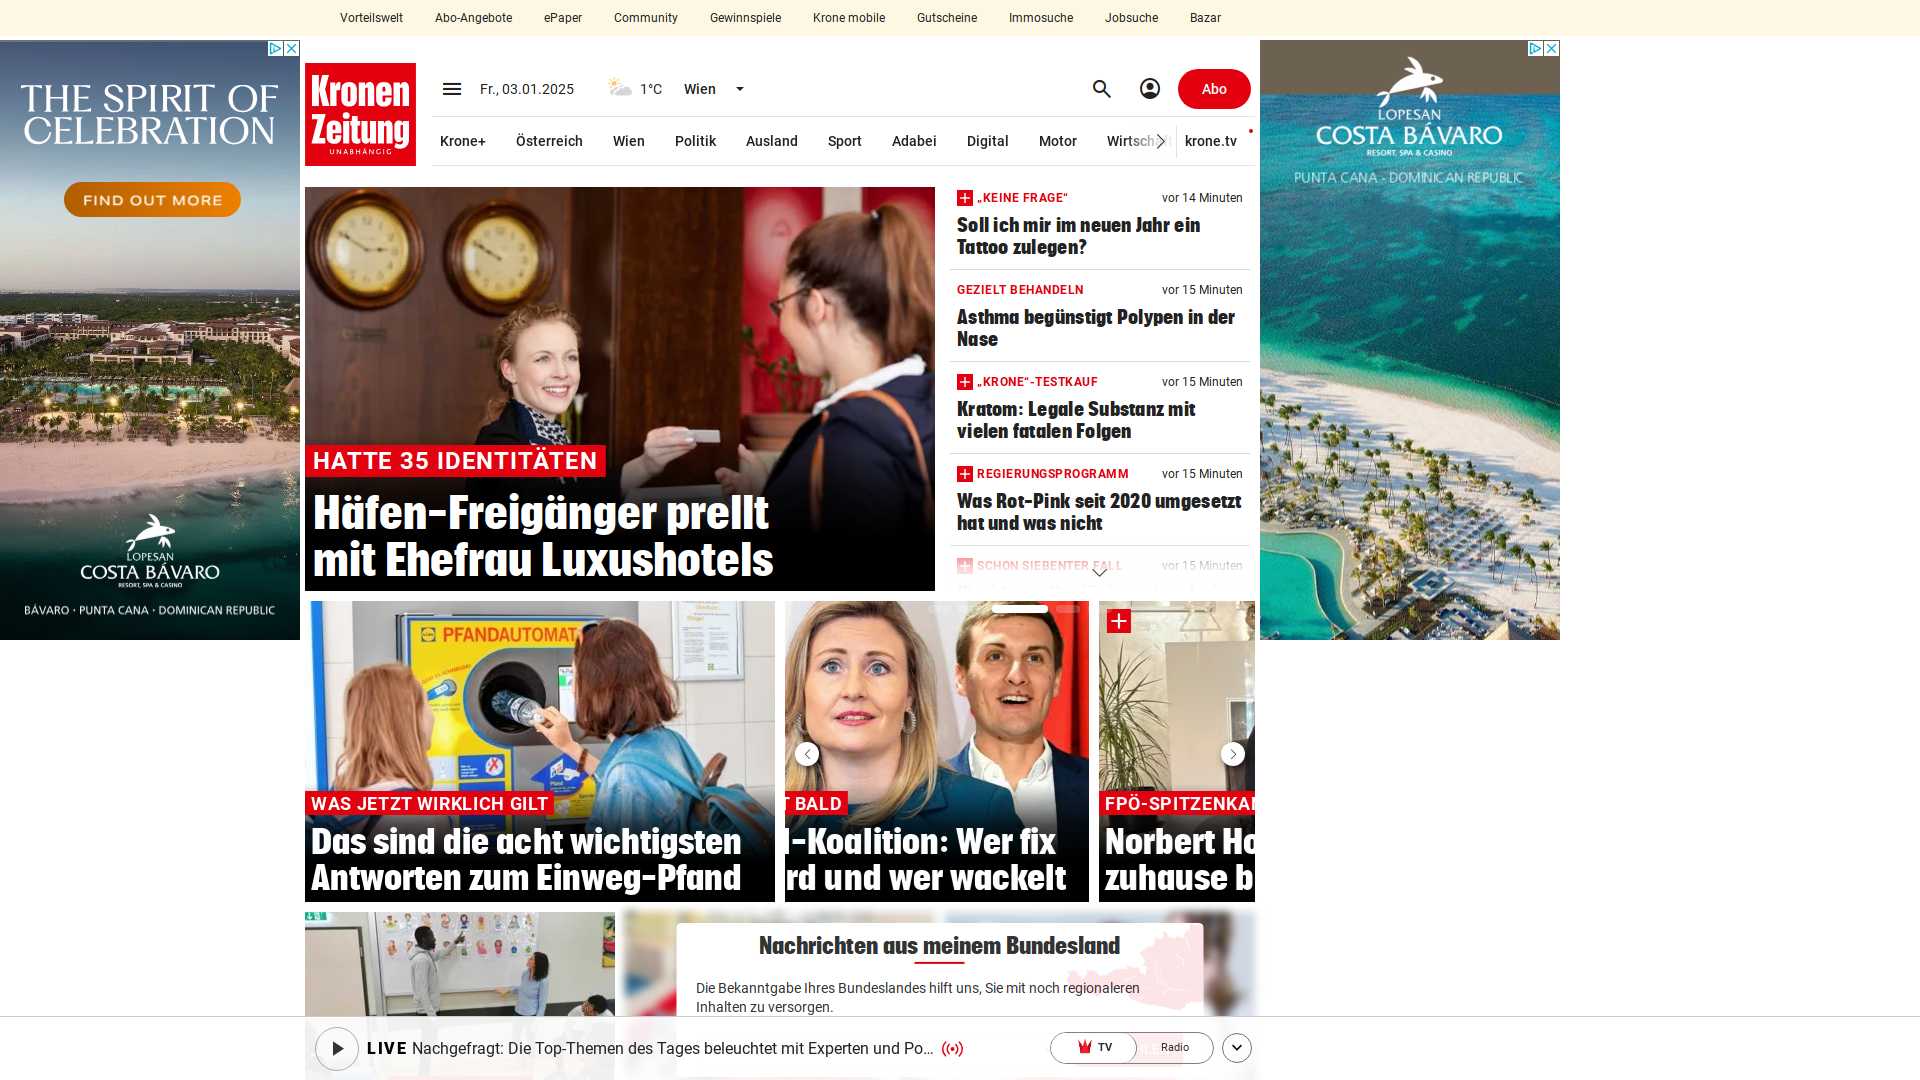 Vorteilswelt
Abo-Angebote
ePaper
Community
Gewinnspiele
Krone mobile
Gutscheine
Immosuche
Jobsuche
Bazar
THE SPIRIT OF
CELEBRATION
FIND OUT MORE
LOPESAN
COSTA BÁVARO
RESORT, SPA & CASINO
BÁVARO · PUNTA CANA · DOMINICAN REPUBLIC
Kronen
Zeitung
UNABHÄNGIG
Fr., 03.01.2025
1°C
Wien
Abo
Krone+
Österreich
Wien
Politik
Ausland
Sport
Adabei
Digital
Motor
Wirtsch
krone.tv
HATTE 35 IDENTITÄTEN
Häfen-Freigänger prellt
mit Ehefrau Luxushotels
„KEINE FRAGE“
vor 14 Minuten
Soll ich mir im neuen Jahr ein
Tattoo zulegen?
GEZIELT BEHANDELN
vor 15 Minuten
Asthma begünstigt Polypen in der
Nase
„KRONE“-TESTKAUF
vor 15 Minuten
Kratom: Legale Substanz mit
vielen fatalen Folgen
REGIERUNGSPROGRAMM
vor 15 Minuten
Was Rot-Pink seit 2020 umgesetzt
hat und was nicht
SCHON SIEBENTER FALL
vor 15 Minuten
LOPESAN
COSTA BÁVARO
RESORT, SPA & CASINO
PUNTA CANA - DOMINICAN REPUBLIC
PFANDAUTOMAT
WAS JETZT WIRKLICH GILT
Das sind die acht wichtigsten
Antworten zum Einweg-Pfand
T BALD
l-Koalition: Wer fix
rd und wer wackelt
FPÖ-SPITZENKA
Norbert Ho
zuhause b
Nachrichten aus meinem Bundesland
Die Bekanntgabe Ihres Bundeslandes hilft uns, Sie mit noch regionaleren
Inhalten zu versorgen.
LIVE Nachgefragt: Die Top-Themen des Tages beleuchtet mit Experten und Po...
TV
Radio